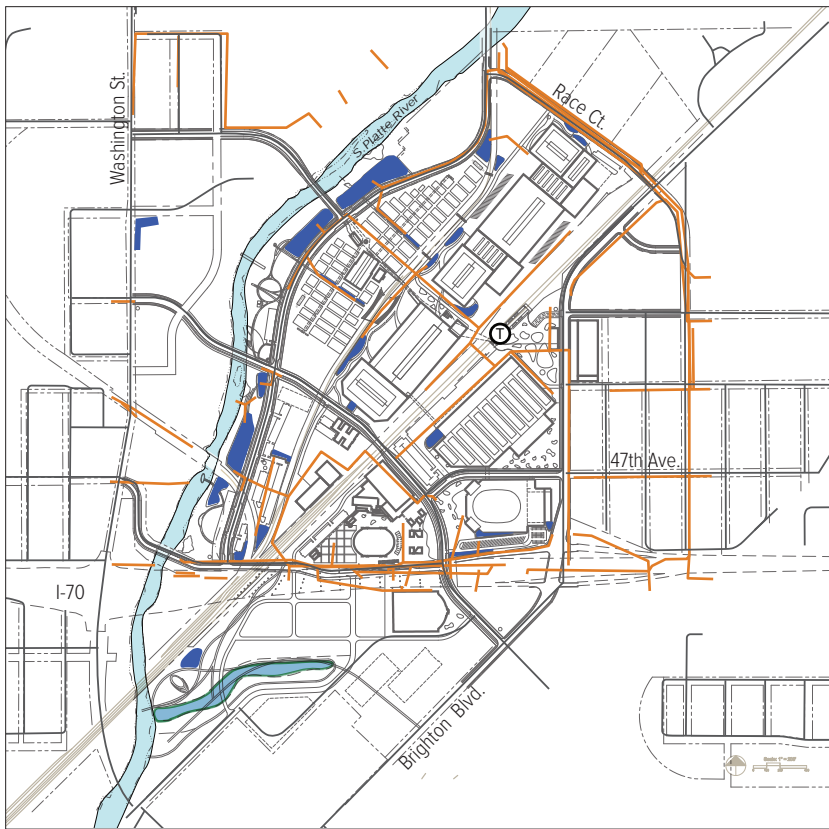 Washington St.
S. Platte River
Race Ct.
T
47th Ave.
I-70
Brighton Blvd.